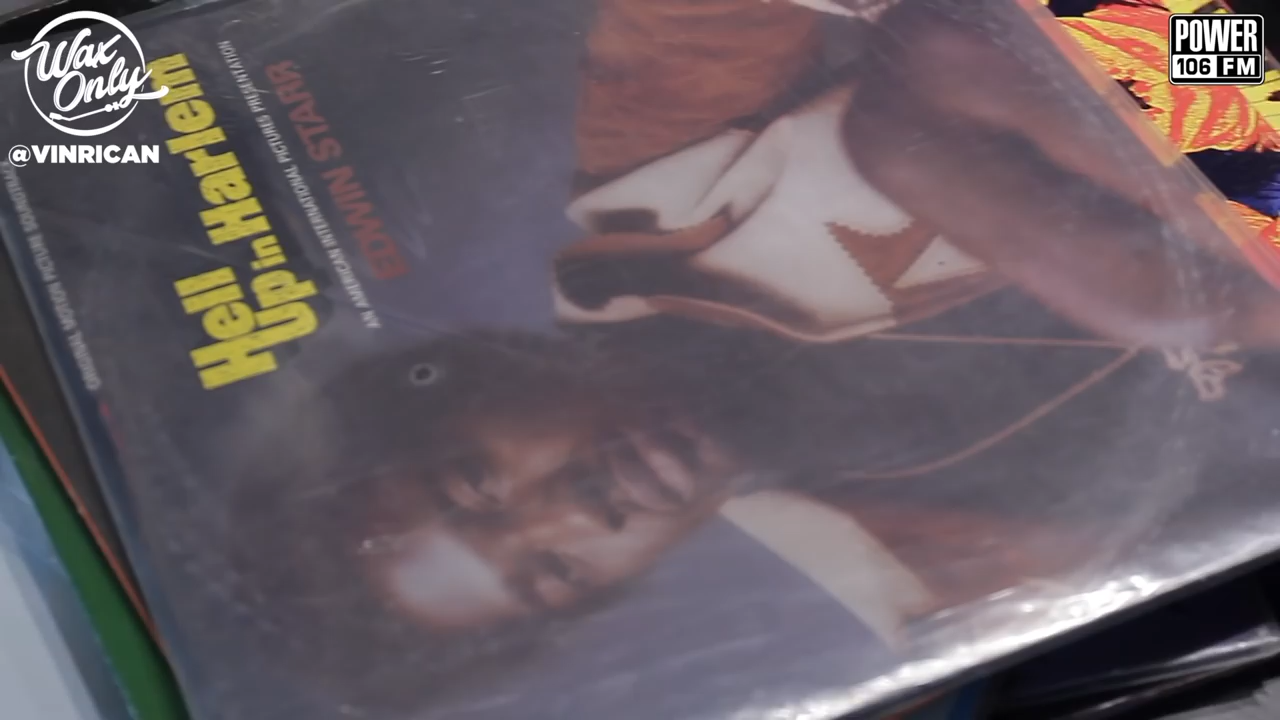 Wax
Only
@VINRICAN
POWER
106 FM
ORIGINAL MOTION PICTURE SOUNDTRACK
Hell
Up in Harlem
AN AMERICAN INTERNATIONAL PICTURES PRESENTATION
EDWIN STARR